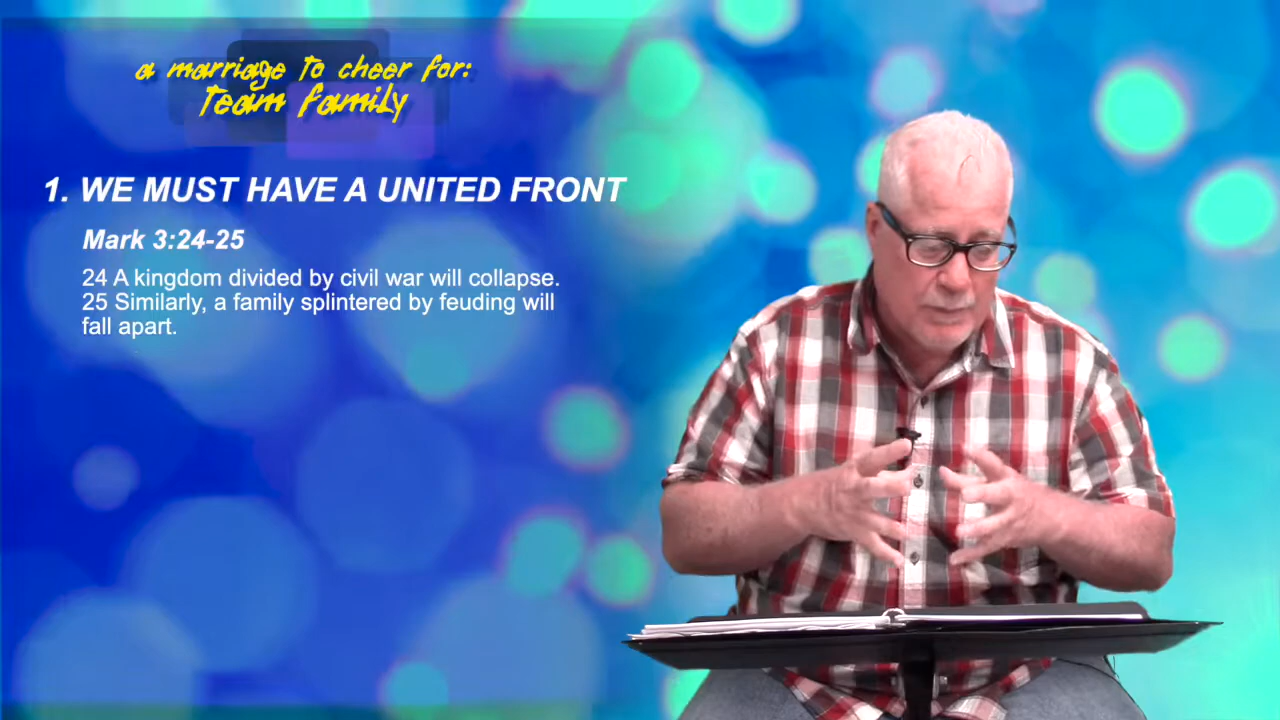 a marriage to cheer for:
Team family
1. WE MUST HAVE A UNITED FRONT
Mark 3:24-25
24 A kingdom divided by civil war will collapse.
25 Similarly, a family splintered by feuding will
fall apart.